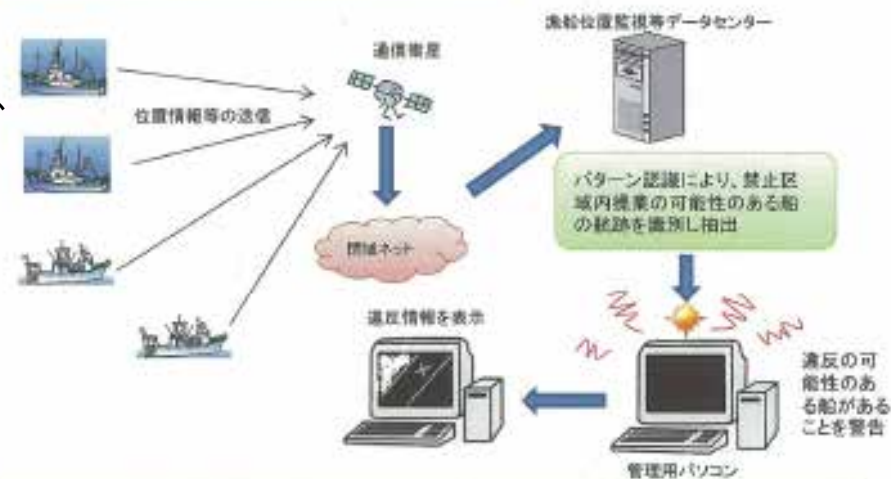 漁船位置監視等データセンター
通信衛星
位置情報等の送信
パターン認識により、禁止区
域内操業の可能性のある船
の航跡を識別し抽出
閉域ネット
違反情報を表示
違反の可
能性のあ
る船がある
ことを警告
管理用パソコン